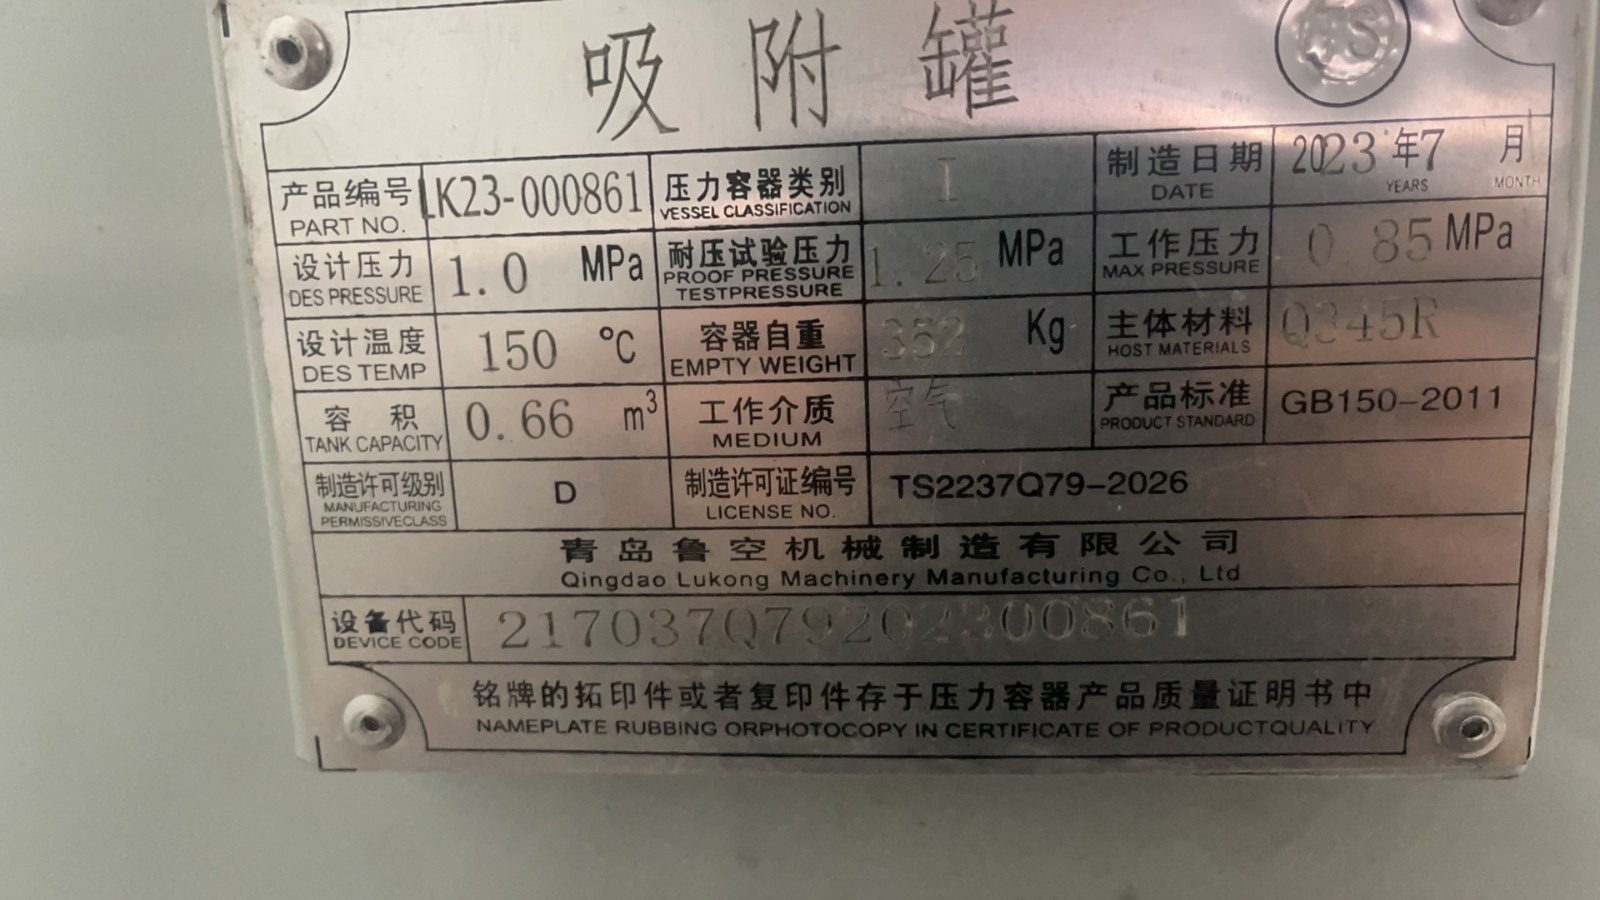 吸附罐
TS
产品编号 LK23-000861 压力容器类别 I 制造日期 2023年7月
PART NO. VESSEL CLASSIFICATION DATE YEARS MONTH
设计压力 1.0 MPa 耐压试验压力 1.25 MPa 工作压力 0.85 MPa
DES PRESSURE PROOF PRESSURE MAX PRESSURE
TESTPRESSURE
设计温度 150 ℃ 容器自重 352 Kg 主体材料 Q345R
DES TEMP EMPTY WEIGHT HOST MATERIALS
容积 0.66 m³ 工作介质 空气 产品标准 GB150-2011
TANK CAPACITY MEDIUM PRODUCT STANDARD
制造许可级别 D 制造许可证编号 TS2237Q79-2026
MANUFACTURING LICENSE NO.
PERMISSIVECLASS
青岛鲁空机械制造有限公司
Qingdao Lukong Machinery Manufacturing Co., Ltd
设备代码 217037Q79202300861
DEVICE CODE
铭牌的拓印件或者复印件存于压力容器产品质量证明书中
NAMEPLATE RUBBING ORPHOTOCOPY IN CERTIFICATE OF PRODUCTQUALITY